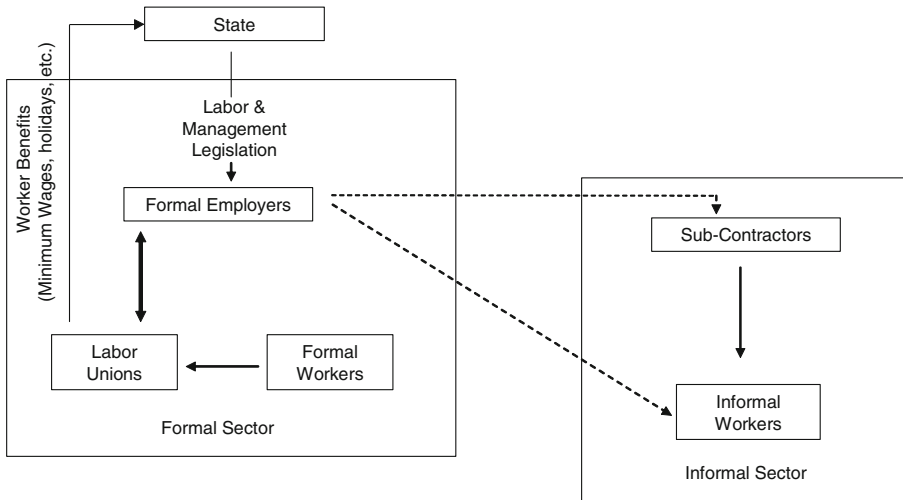 State
Worker Benefits
(Minimum Wages, holidays, etc.)
Labor &
Management
Legislation
Formal Employers
Sub-Contractors
Labor
Unions
Formal
Workers
Informal
Workers
Formal Sector
Informal Sector